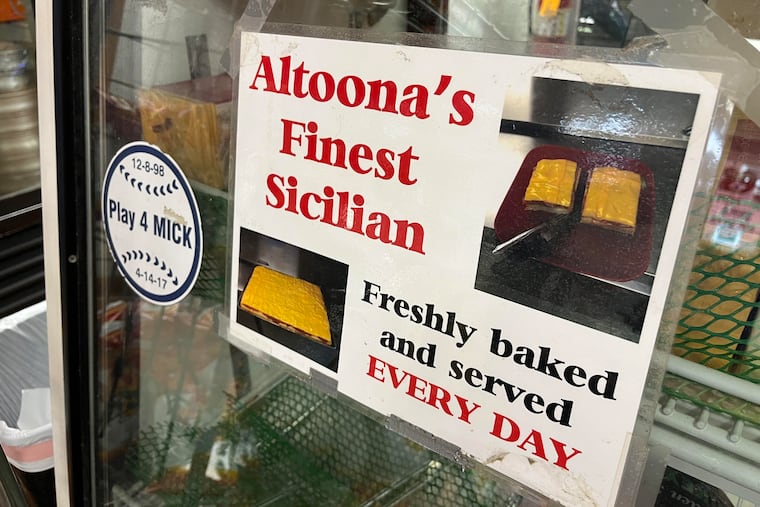 Altoona's
Finest
Sicilian
Freshly baked
and served
EVERY DAY
12-8-98
Play 4 MICK
4-14-17